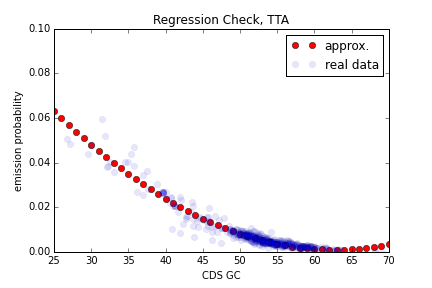 Regression Check, TTA
0.10
0.08
0.06
0.04
0.02
0.00
emission probability
approx.
real data
25 30 35 40 45 50 55 60 65 70
CDS GC